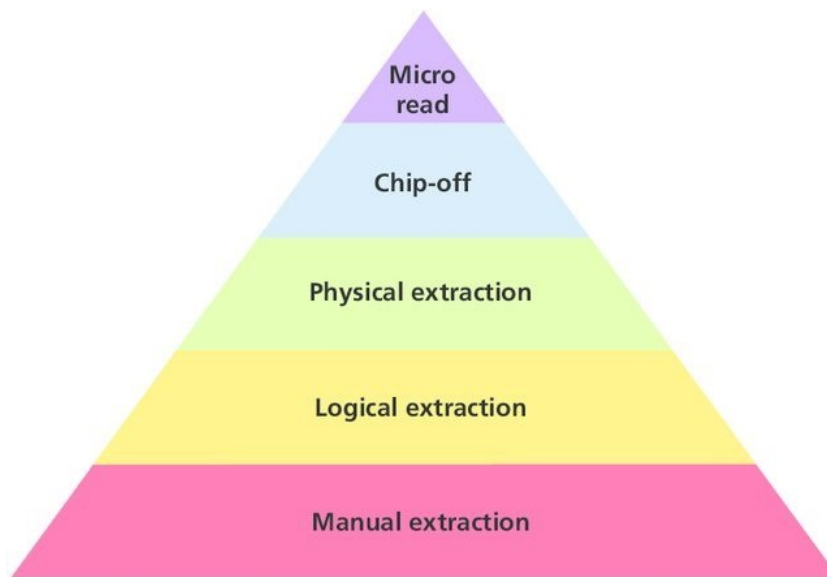 Micro
read
Chip-off
Physical extraction
Logical extraction
Manual extraction